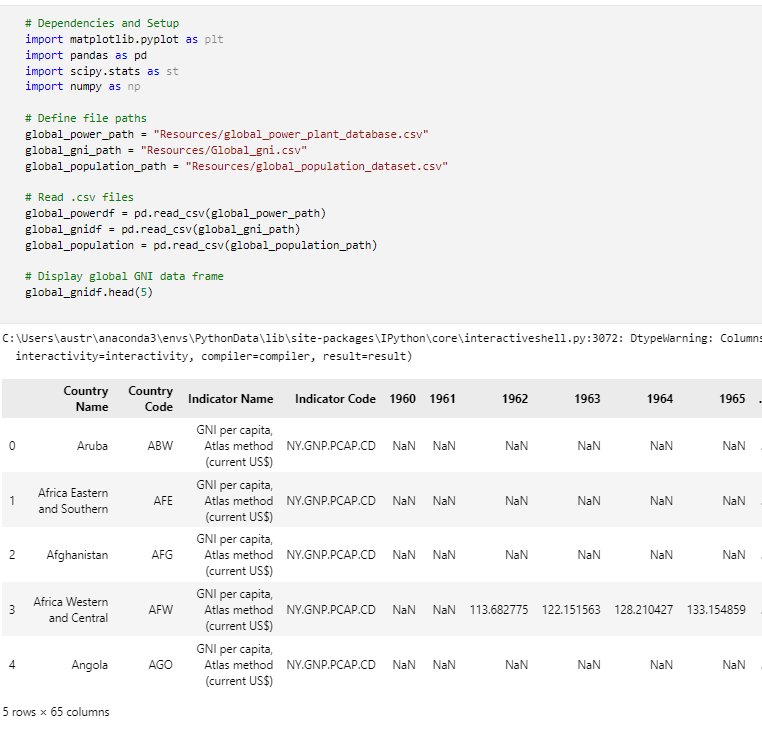 # Dependencies and Setup
import matplotlib.pyplot as plt
import pandas as pd
import scipy.stats as st
import numpy as np
# Define file paths
global_power_path = "Resources/global_power_plant_database.csv"
global_gni_path = "Resources/Global_gni.csv"
global_population_path = "Resources/global_population_dataset.csv"
# Read .csv files
global_powerdf = pd.read_csv(global_power_path)
global_gnidf = pd.read_csv(global_gni_path)
global_population = pd.read_csv(global_population_path)
# Display global GNI data frame
global_gnidf.head(5)
C:\Users\austr\anaconda3\envs\PythonData\lib\site-packages\IPython\core\interactiveshell.py:3072: DtypeWarning: Columns
interactivity=interactivity, compiler=compiler, result=result)
Country Name Country Code Indicator Name Indicator Code 1960 1961 1962 1963 1964 1965 .
0 Aruba ABW GNI per capita, Atlas method (current US$) NY.GNP.PCAP.CD NaN NaN NaN NaN NaN NaN .
1 Africa Eastern and Southern AFE GNI per capita, Atlas method (current US$) NY.GNP.PCAP.CD NaN NaN NaN NaN NaN NaN .
2 Afghanistan AFG GNI per capita, Atlas method (current US$) NY.GNP.PCAP.CD NaN NaN NaN NaN NaN NaN .
3 Africa Western and Central AFW GNI per capita, Atlas method (current US$) NY.GNP.PCAP.CD NaN NaN 113.682775 122.151563 128.210427 133.154859 .
4 Angola AGO GNI per capita, Atlas method (current US$) NY.GNP.PCAP.CD NaN NaN NaN NaN NaN NaN .
5 rows × 65 columns